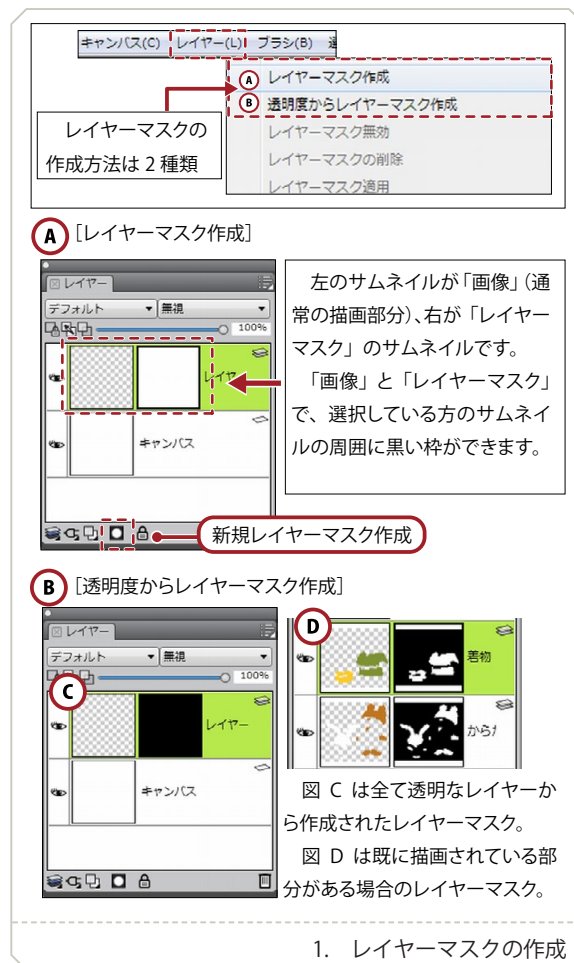 キャンバス(C) レイヤー(L) ブラシ(B)
A レイヤーマスク作成
B 透明度からレイヤーマスク作成
レイヤーマスク無効
レイヤーマスクの削除
レイヤーマスク適用
レイヤーマスクの
作成方法は 2 種類
A [レイヤーマスク作成]
レイヤー
デフォルト 無視
100%
レイヤ
キャンバス
左のサムネイルが「画像」（通
常の描画部分）、右が「レイヤー
マスク」のサムネイルです。
「画像」と「レイヤーマスク」
で、選択している方のサムネイ
ルの周囲に黒い枠ができます。
新規レイヤーマスク作成
B [透明度からレイヤーマスク作成]
レイヤー
デフォルト 無視
100%
C
レイヤー
キャンバス
D
着物
からだ
図 C は全て透明なレイヤーか
ら作成されたレイヤーマスク。
図 D は既に描画されている部
分がある場合のレイヤーマスク。
1. レイヤーマスクの作成